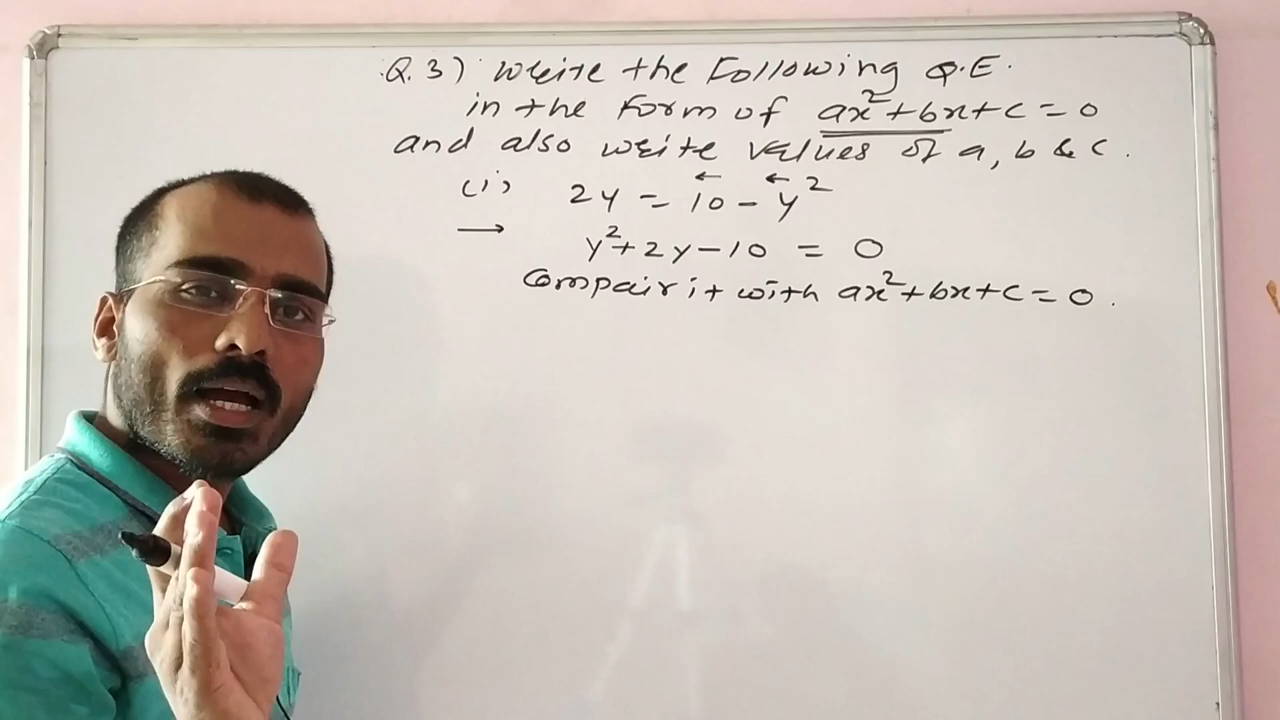 Q.3) Write the Following Q.E.
in the form of ax²+bx+c=0
and also write values of a, b & c.
(i) 2y = 10 - y²
→ y²+2y-10 = 0
Compair it with ax²+bx+c=0.